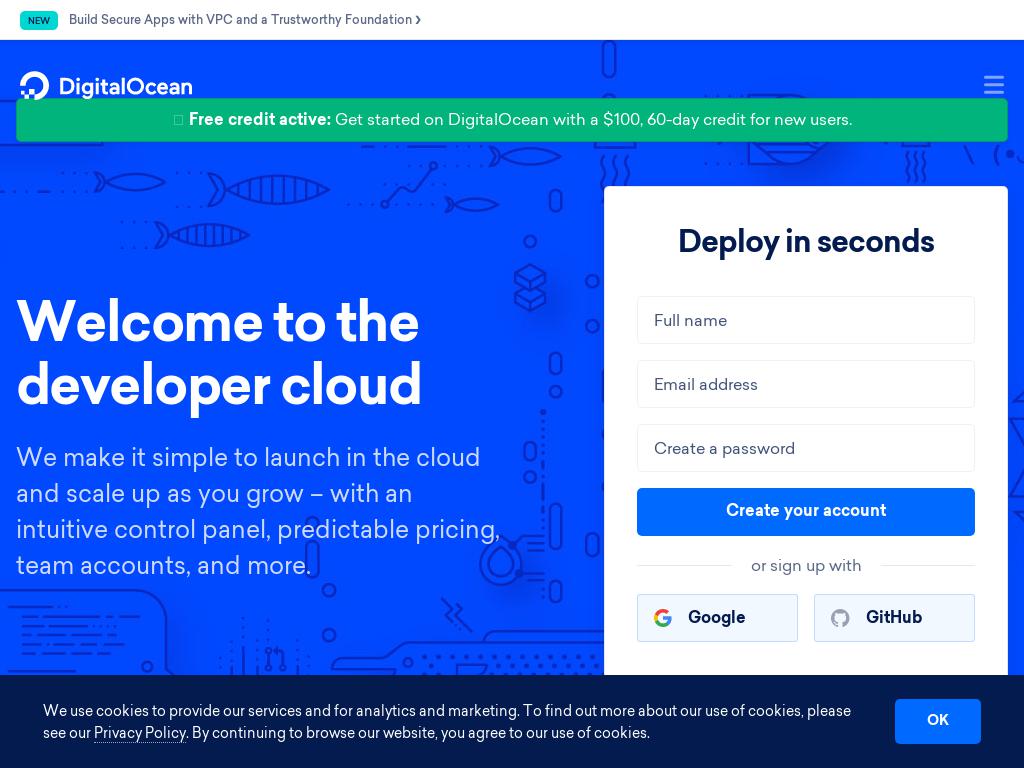 NEW Build Secure Apps with VPC and a Trustworthy Foundation ›
DigitalOcean
Free credit active: Get started on DigitalOcean with a $100, 60-day credit for new users.
Welcome to the
developer cloud
We make it simple to launch in the cloud
and scale up as you grow – with an
intuitive control panel, predictable pricing,
team accounts, and more.
Deploy in seconds
Full name
Email address
Create a password
Create your account
or sign up with
Google
GitHub
We use cookies to provide our services and for analytics and marketing. To find out more about our use of cookies, please
see our Privacy Policy. By continuing to browse our website, you agree to our use of cookies.
OK